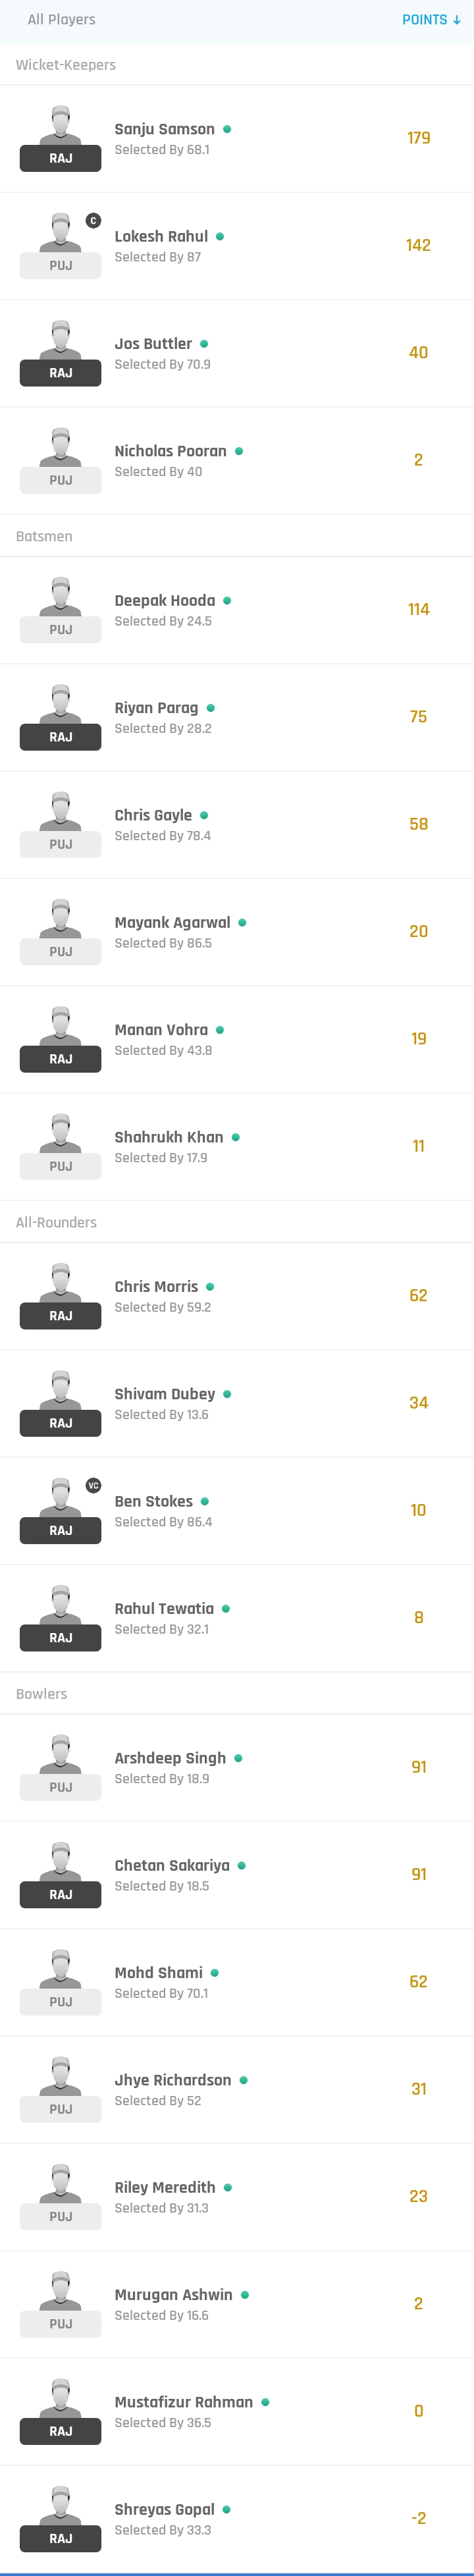 All Players POINTS ↓
Wicket-Keepers
Sanju Samson
RAJ Selected By 68.1 179
C
Lokesh Rahul
PUJ Selected By 87 142
Jos Buttler
RAJ Selected By 70.9 40
Nicholas Pooran
PUJ Selected By 40 2
Batsmen
Deepak Hooda
PUJ Selected By 24.5 114
Riyan Parag
RAJ Selected By 28.2 75
Chris Gayle
PUJ Selected By 78.4 58
Mayank Agarwal
PUJ Selected By 86.5 20
Manan Vohra
RAJ Selected By 43.8 19
Shahrukh Khan
PUJ Selected By 17.9 11
All-Rounders
Chris Morris
RAJ Selected By 59.2 62
Shivam Dubey
RAJ Selected By 13.6 34
VC
Ben Stokes
RAJ Selected By 86.4 10
Rahul Tewatia
RAJ Selected By 32.1 8
Bowlers
Arshdeep Singh
PUJ Selected By 18.9 91
Chetan Sakariya
RAJ Selected By 18.5 91
Mohd Shami
PUJ Selected By 70.1 62
Jhye Richardson
PUJ Selected By 52 31
Riley Meredith
PUJ Selected By 31.3 23
Murugan Ashwin
PUJ Selected By 16.6 2
Mustafizur Rahman
RAJ Selected By 36.5 0
Shreyas Gopal
RAJ Selected By 33.3 -2